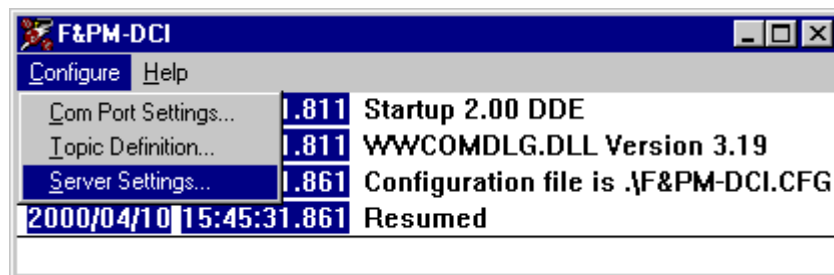 F&PM-DCI
Configure Help
Com Port Settings...
Topic Definition...
Server Settings...
1.811 Startup 2.00 DDE
1.811 WWCOMDLG.DLL Version 3.19
1.861 Configuration file is .\F&PM-DCI.CFG
2000/04/10 15:45:31.861 Resumed